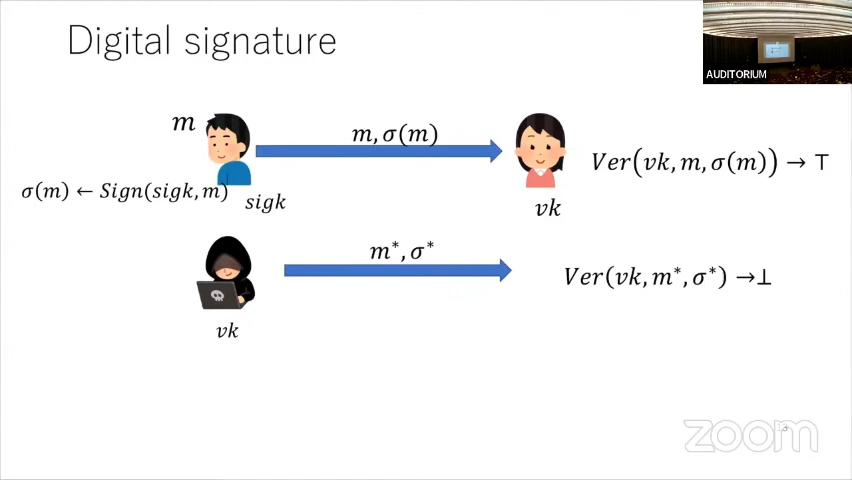 Digital signature
AUDITORIUM
m
m, σ(m)
Ver(vk, m, σ(m)) → ⊤
σ(m) ← Sign(sigk, m)
sigk
vk
m*, σ*
Ver(vk, m*, σ*) →⊥
vk
zoom